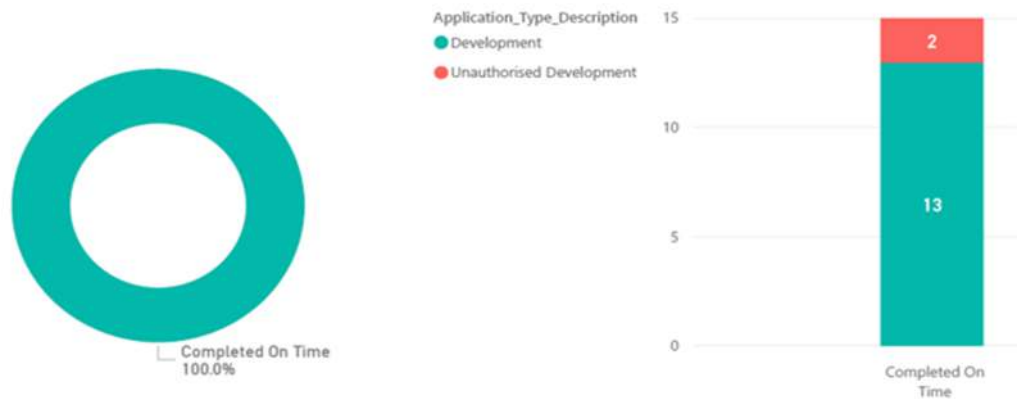 Application_Type_Description
Development
Unauthorised Development
Completed On Time
100.0%
15
10
5
0
2
13
Completed On
Time